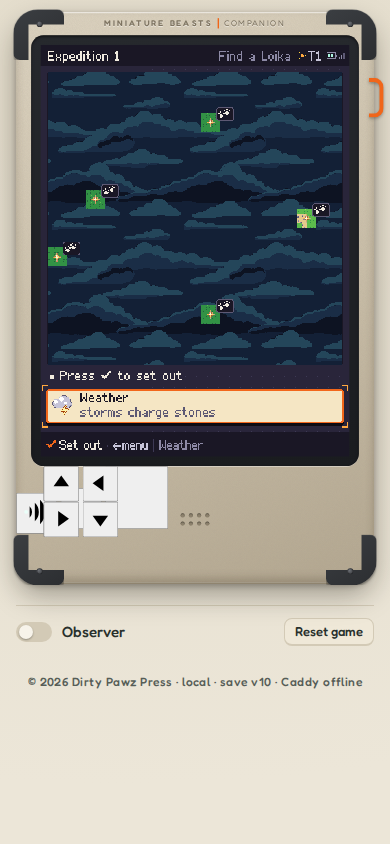 MINIATURE BEASTS | COMPANION
Expedition 1 Find a Loika T1
Press ✓ to set out
Weather
storms charge stones
✓Set out · ←menu | Weather
Observer
Reset game
© 2026 Dirty Pawz Press · local · save v10 · Caddy offline